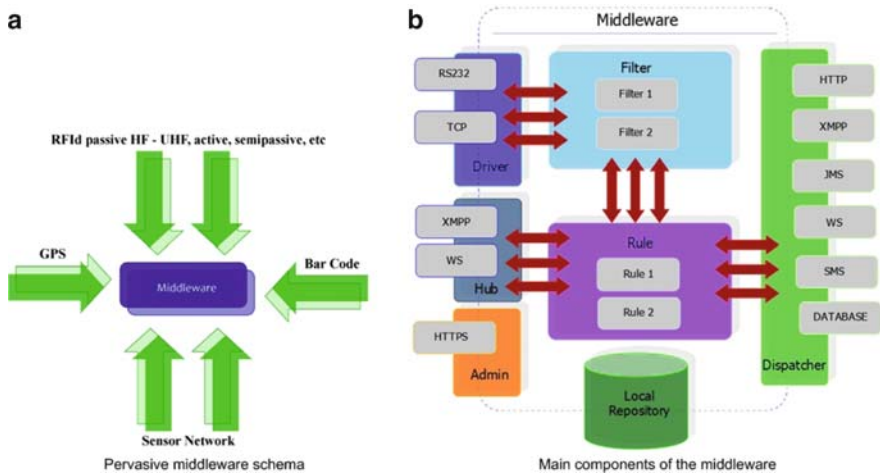 a
RFId passive HF - UHF, active, semipassive, etc
GPS
Bar Code
Middleware
Sensor Network
Pervasive middleware schema
b
Middleware
RS232
TCP
Driver
Filter
Filter 1
Filter 2
XMPP
WS
Hub
Rule
Rule 1
Rule 2
HTTPS
Admin
Local
Repository
HTTP
XMPP
JMS
WS
SMS
DATABASE
Dispatcher
Main components of the middleware